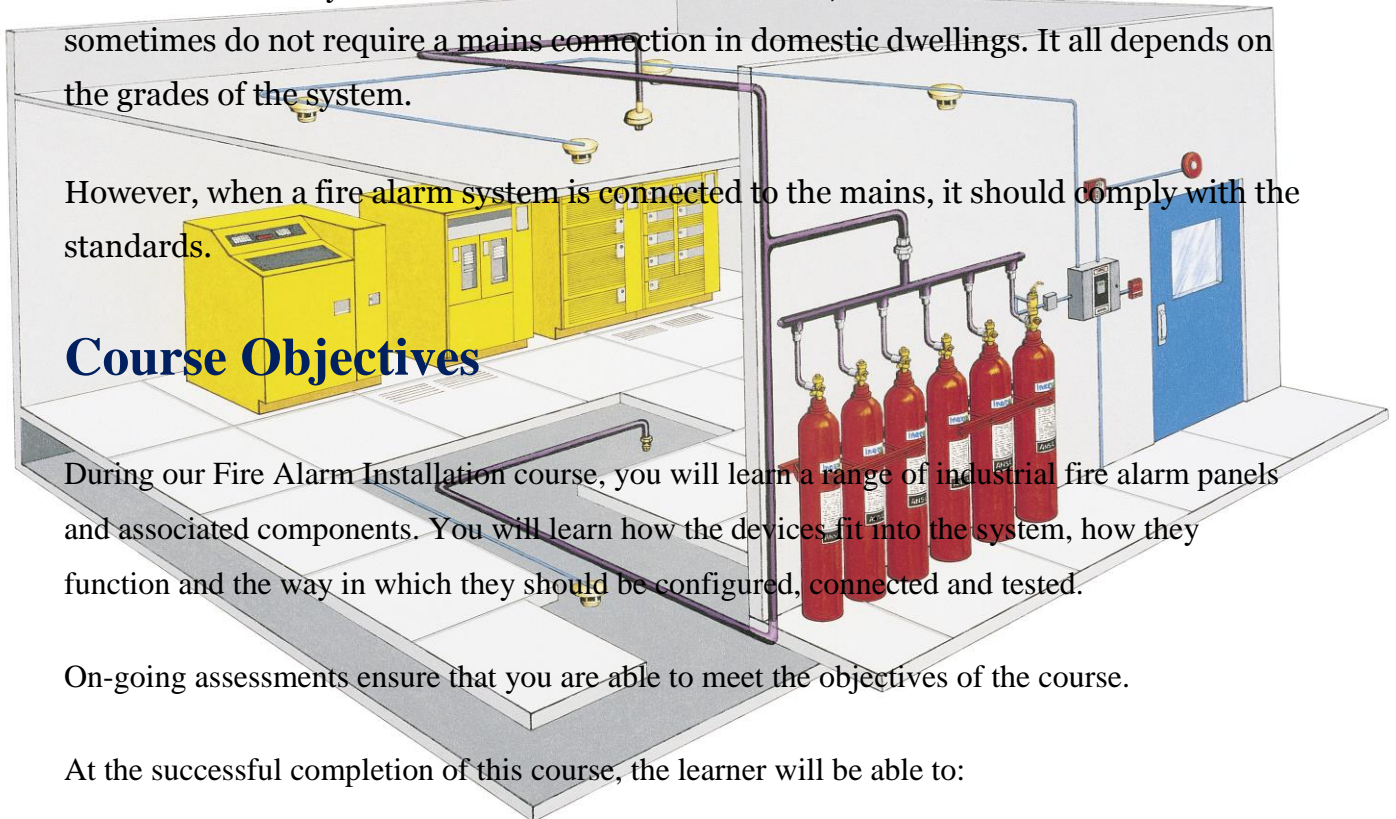 sometimes do not require a mains connection in domestic dwellings. It all depends on
the grades of the system.
However, when a fire alarm system is connected to the mains, it should comply with the
standards.
Course Objectives
During our Fire Alarm Installation course, you will learn a range of industrial fire alarm panels
and associated components. You will learn how the devices fit into the system, how they
function and the way in which they should be configured, connected and tested.
On-going assessments ensure that you are able to meet the objectives of the course.
At the successful completion of this course, the learner will be able to: